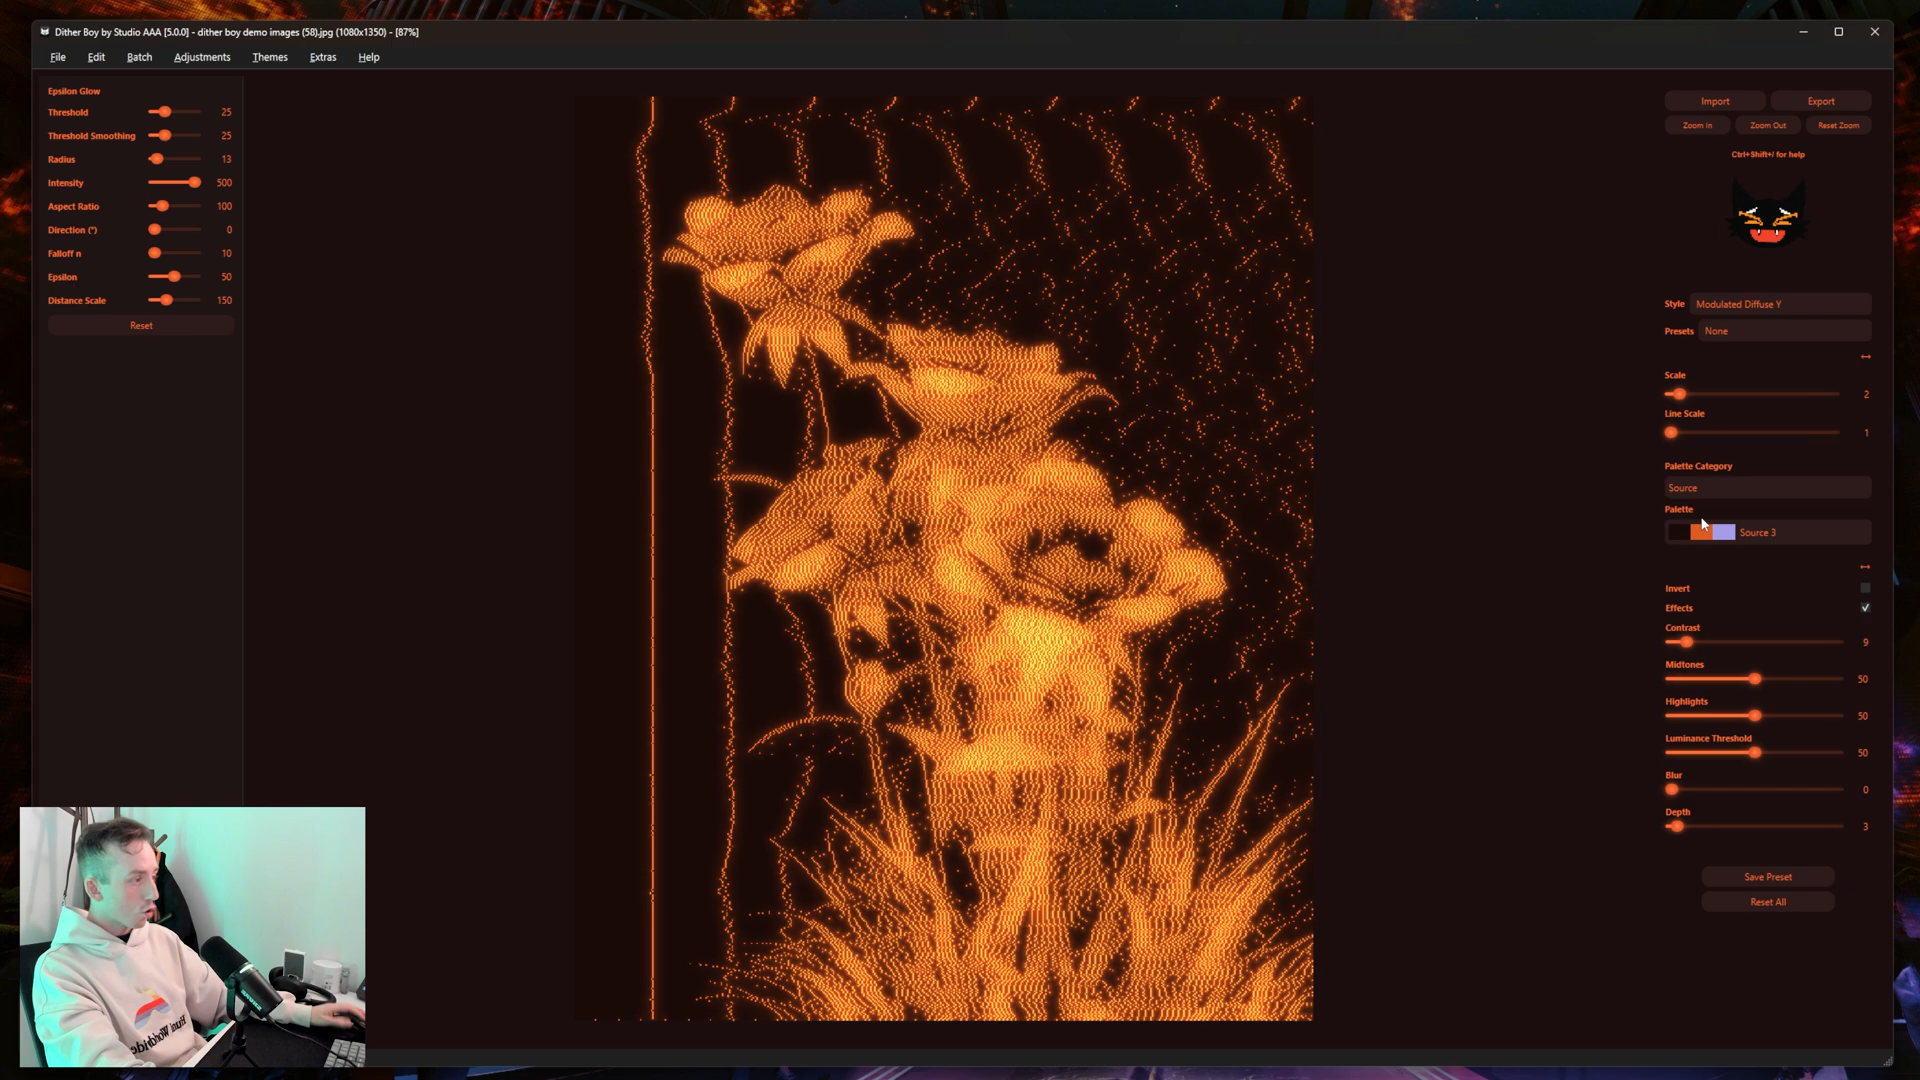 Dither Boy by Studio AAA [5.0.0] - dither boy demo images (58).jpg (1080x1350) - [87%]
File Edit Batch Adjustments Themes Extras Help
Epsilon Glow
Threshold 25
Threshold Smoothing 25
Radius 13
Intensity 500
Aspect Ratio 100
Direction (°) 0
Falloff n 10
Epsilon 50
Distance Scale 150
Reset
Import Export
Zoom In Zoom Out Reset Zoom
Ctrl+Shift+/ for help
Style Modulated Diffuse Y
Presets None
Scale
2
Line Scale
1
Palette Category
Source
Palette
Source 3
Invert
Effects
Contrast
9
Midtones
50
Highlights
50
Luminance Threshold
50
Blur
0
Depth
3
Save Preset
Reset All